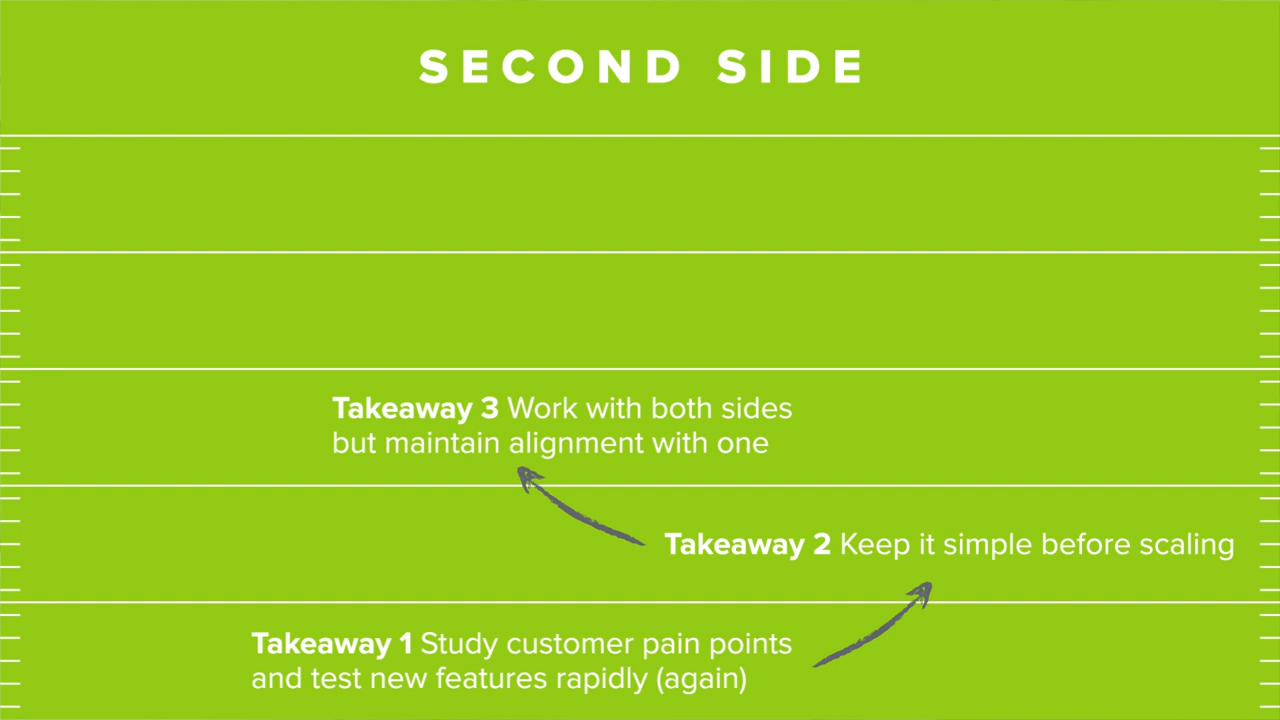 SECOND SIDE
Takeaway 3 Work with both sides
but maintain alignment with one
Takeaway 2 Keep it simple before scaling
Takeaway 1 Study customer pain points
and test new features rapidly (again)